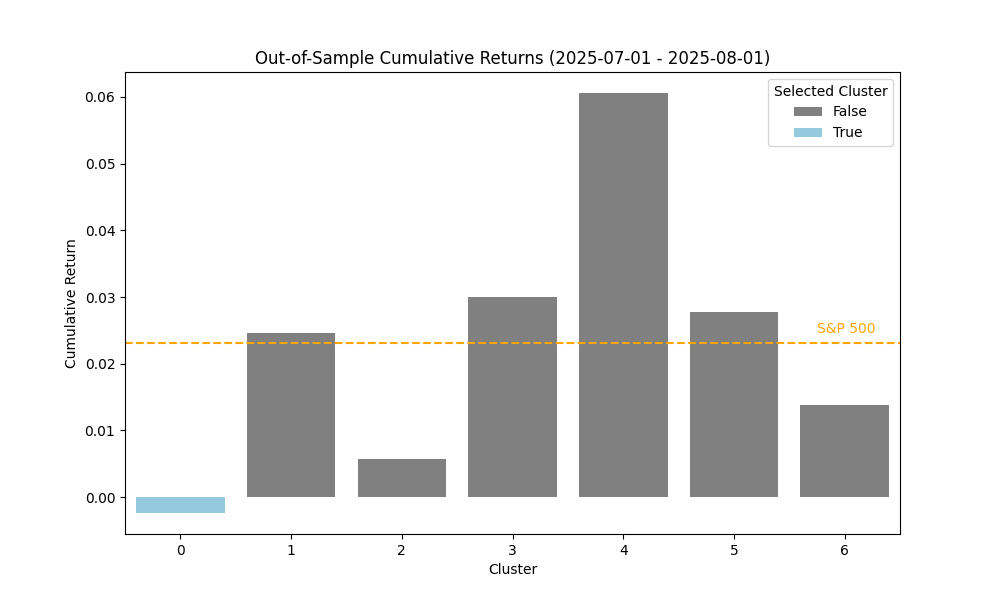 Out-of-Sample Cumulative Returns (2025-07-01 - 2025-08-01)
Selected Cluster
False
True
0.06
0.05
0.04
0.03
0.02
0.01
0.00
Cumulative Return
S&P 500
0 1 2 3 4 5 6
Cluster